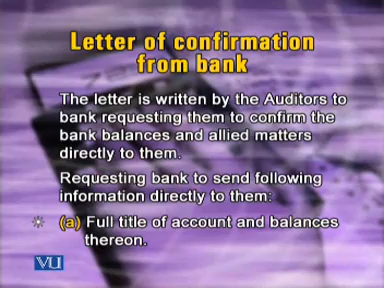 Letter of confirmation
from bank
The letter is written by the Auditors to
bank requesting them to confirm the
bank balances and allied matters
directly to them.
Requesting bank to send following
information directly to them:
(a) Full title of account and balances
thereon.
VU